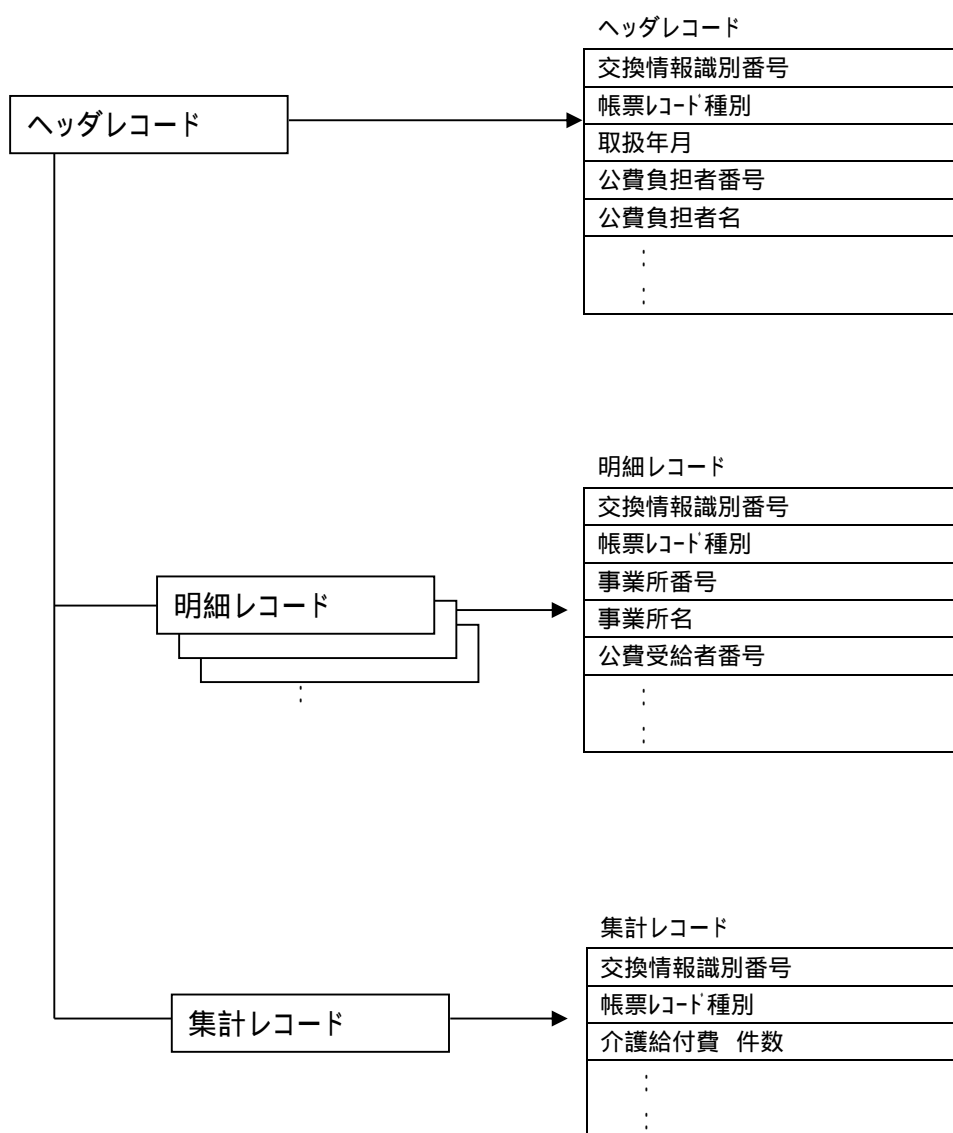 ヘッダレコード
交換情報識別番号
ヘッダレコード
帳票ﾚｺｰﾄﾞ種別
取扱年月
公費負担者番号
公費負担者名
:
:
明細レコード
交換情報識別番号
帳票ﾚｺｰﾄﾞ種別
明細レコード
事業所番号
事業所名
公費受給者番号
:
:
:
集計レコード
交換情報識別番号
帳票ﾚｺｰﾄﾞ種別
集計レコード
介護給付費 件数
:
: